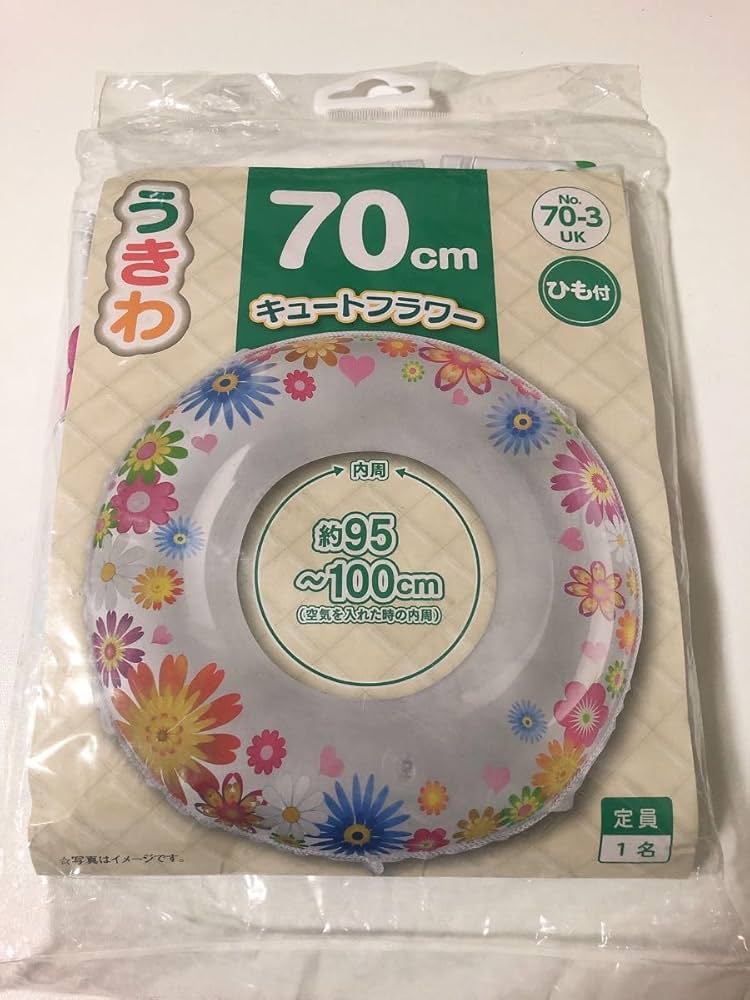 うきわ
70cm
キュートフラワー
No.
70-3
UK
ひも付
内周
約95
～100cm
(空気を入れた時の内周)
定員
1名
☆写真はイメージです。